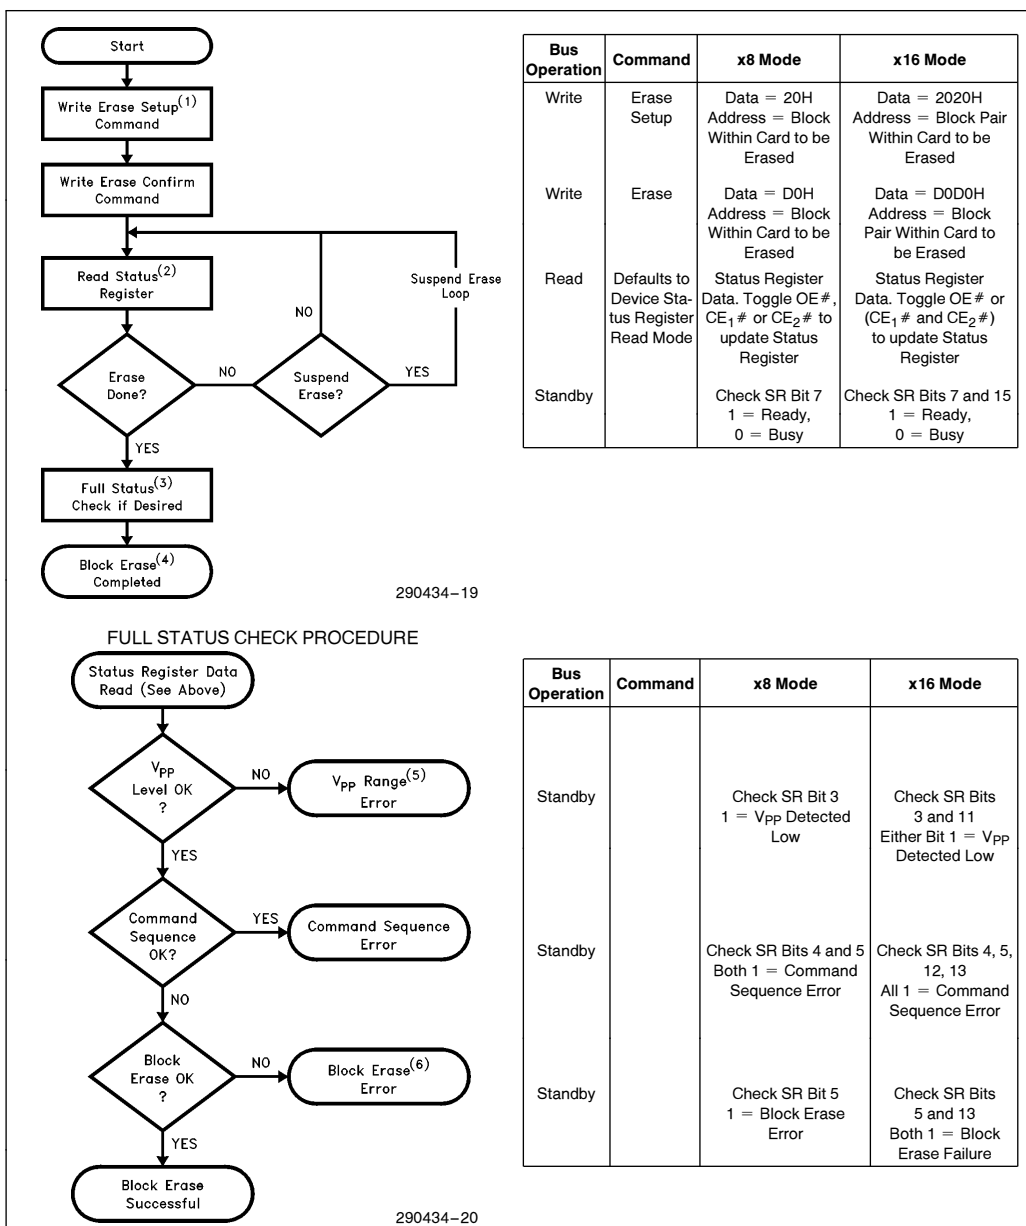 Start
Write Erase Setup(1)
Command
Write Erase Confirm
Command
Read Status(2)
Register
Erase
Done?
NO
Suspend
Erase?
NO
YES
Suspend Erase
Loop
YES
Full Status(3)
Check if Desired
Block Erase(4)
Completed
290434–19
Bus
Operation
Command
x8 Mode
x16 Mode
Write
Erase
Setup
Data = 20H
Address = Block
Within Card to be
Erased
Data = 2020H
Address = Block Pair
Within Card to be
Erased
Write
Erase
Data = D0H
Address = Block
Within Card to be
Erased
Data = D0D0H
Address = Block
Pair Within Card to
be Erased
Read
Defaults to
Device Sta-
tus Register
Read Mode
Status Register
Data. Toggle OE#,
CE1# or CE2# to
update Status
Register
Status Register
Data. Toggle OE# or
(CE1# and CE2#)
to update Status
Register
Standby
Check SR Bit 7
1 = Ready,
0 = Busy
Check SR Bits 7 and 15
1 = Ready,
0 = Busy
FULL STATUS CHECK PROCEDURE
Status Register Data
Read (See Above)
VPP
Level OK
?
NO
VPP Range(5)
Error
YES
Command
Sequence
OK?
YES
Command Sequence
Error
NO
Block
Erase OK
?
NO
Block Erase(6)
Error
YES
Block Erase
Successful
290434–20
Bus
Operation
Command
x8 Mode
x16 Mode
Standby
Check SR Bit 3
1 = VPP Detected
Low
Check SR Bits
3 and 11
Either Bit 1 = VPP
Detected Low
Standby
Check SR Bits 4 and 5
Both 1 = Command
Sequence Error
Check SR Bits 4, 5,
12, 13
All 1 = Command
Sequence Error
Standby
Check SR Bit 5
1 = Block Erase
Error
Check SR Bits
5 and 13
Both 1 = Block
Erase Failure